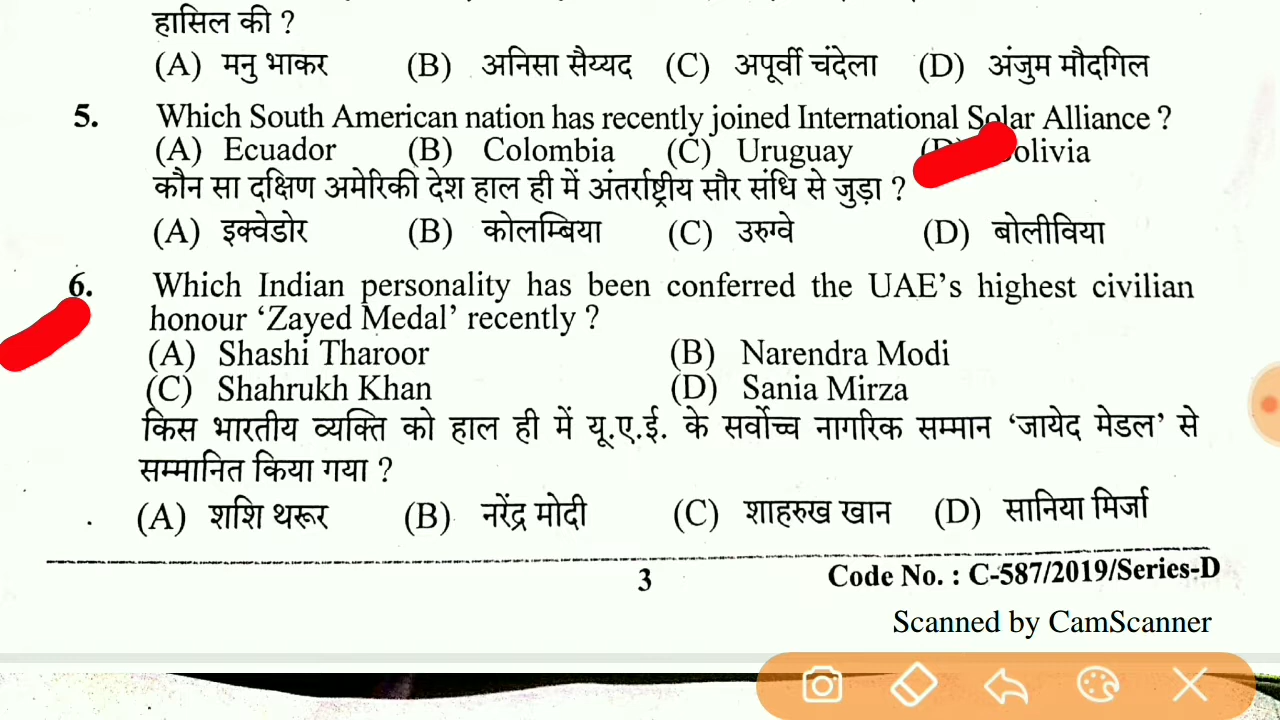 हासिल की ?
(A) मनु भाकर (B) अनिसा सैय्यद (C) अपूर्वी चंदेला (D) अंजुम मौदगिल
5. Which South American nation has recently joined International Solar Alliance ?
(A) Ecuador (B) Colombia (C) Uruguay
कौन सा दक्षिण अमेरिकी देश हाल ही में अंतर्राष्ट्रीय सौर संधि से जुड़ा ?
(A) इक्वेडोर (B) कोलम्बिया (C) उरुग्वे (D) बोलीविया
6. Which Indian personality has been conferred the UAE's highest civilian
honour 'Zayed Medal' recently ?
(A) Shashi Tharoor (B) Narendra Modi
(C) Shahrukh Khan (D) Sania Mirza
किस भारतीय व्यक्ति को हाल ही में यू.ए.ई. के सर्वोच्च नागरिक सम्मान 'जायेद मेडल' से
सम्मानित किया गया ?
(A) शशि थरूर (B) नरेंद्र मोदी (C) शाहरुख खान (D) सानिया मिर्जा
3 Code No. : C-587/2019/Series-D
Scanned by CamScanner